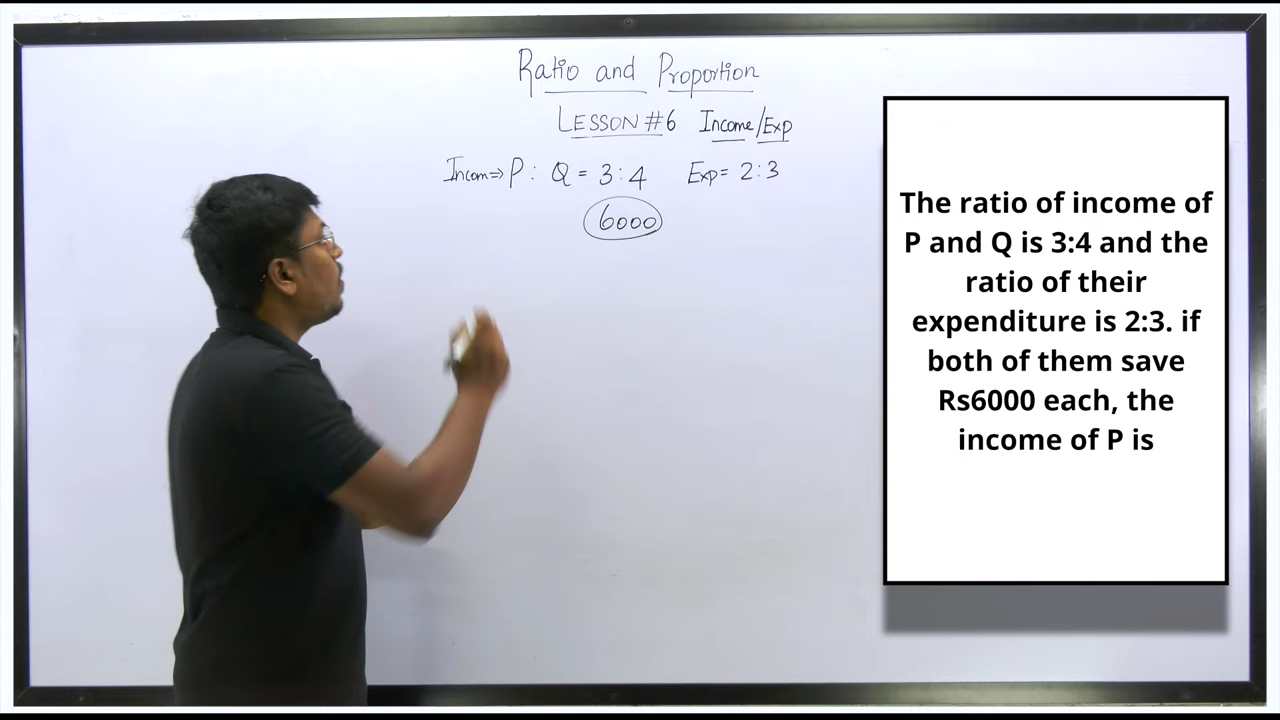 Ratio and Proportion
LESSON #6 Income/Exp
Incom⇒ P : Q = 3:4 Exp= 2:3
6000
The ratio of income of
P and Q is 3:4 and the
ratio of their
expenditure is 2:3. if
both of them save
Rs6000 each, the
income of P is